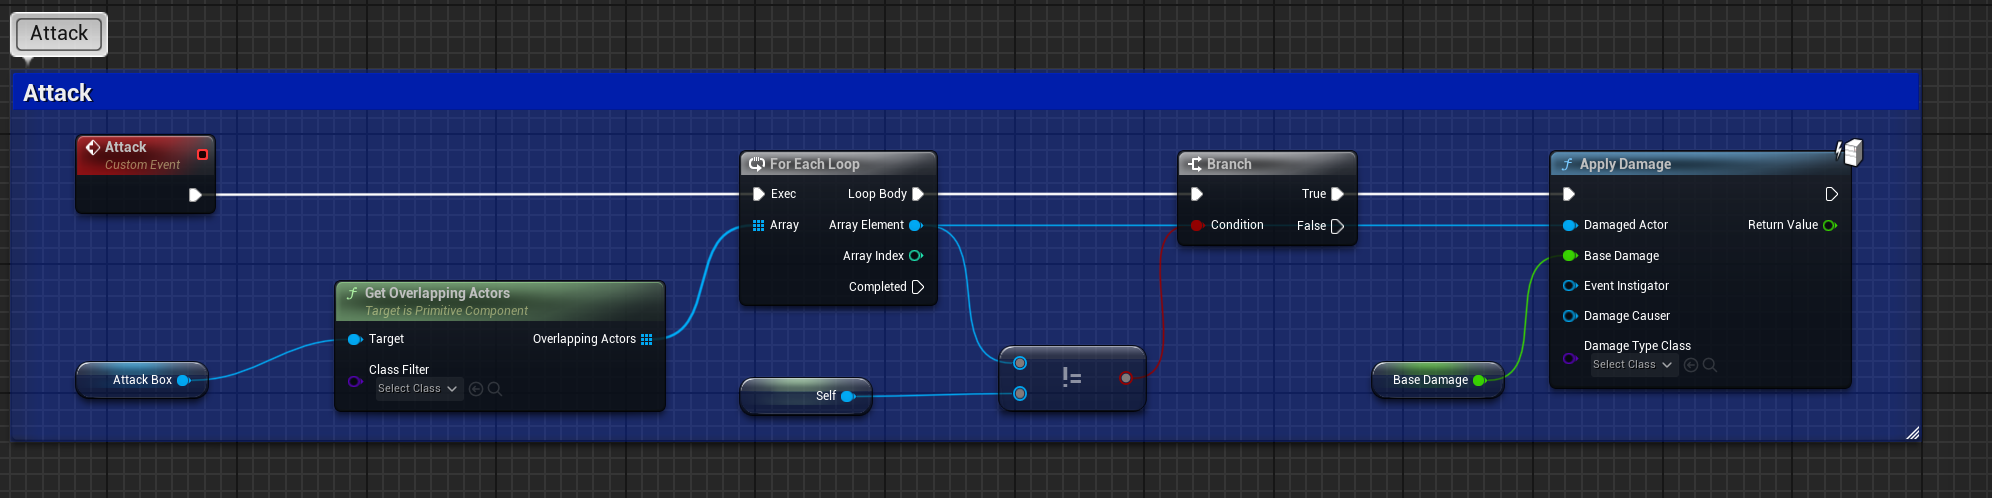 Attack
Attack
Attack
Custom Event
For Each Loop
Exec
Loop Body
Array
Array Element
Array Index
Completed
Branch
True
Condition
False
Apply Damage
Damaged Actor
Return Value
Base Damage
Event Instigator
Damage Causer
Damage Type Class
Select Class
Get Overlapping Actors
Target is Primitive Component
Target
Overlapping Actors
Class Filter
Select Class
Attack Box
Self
!=
Base Damage